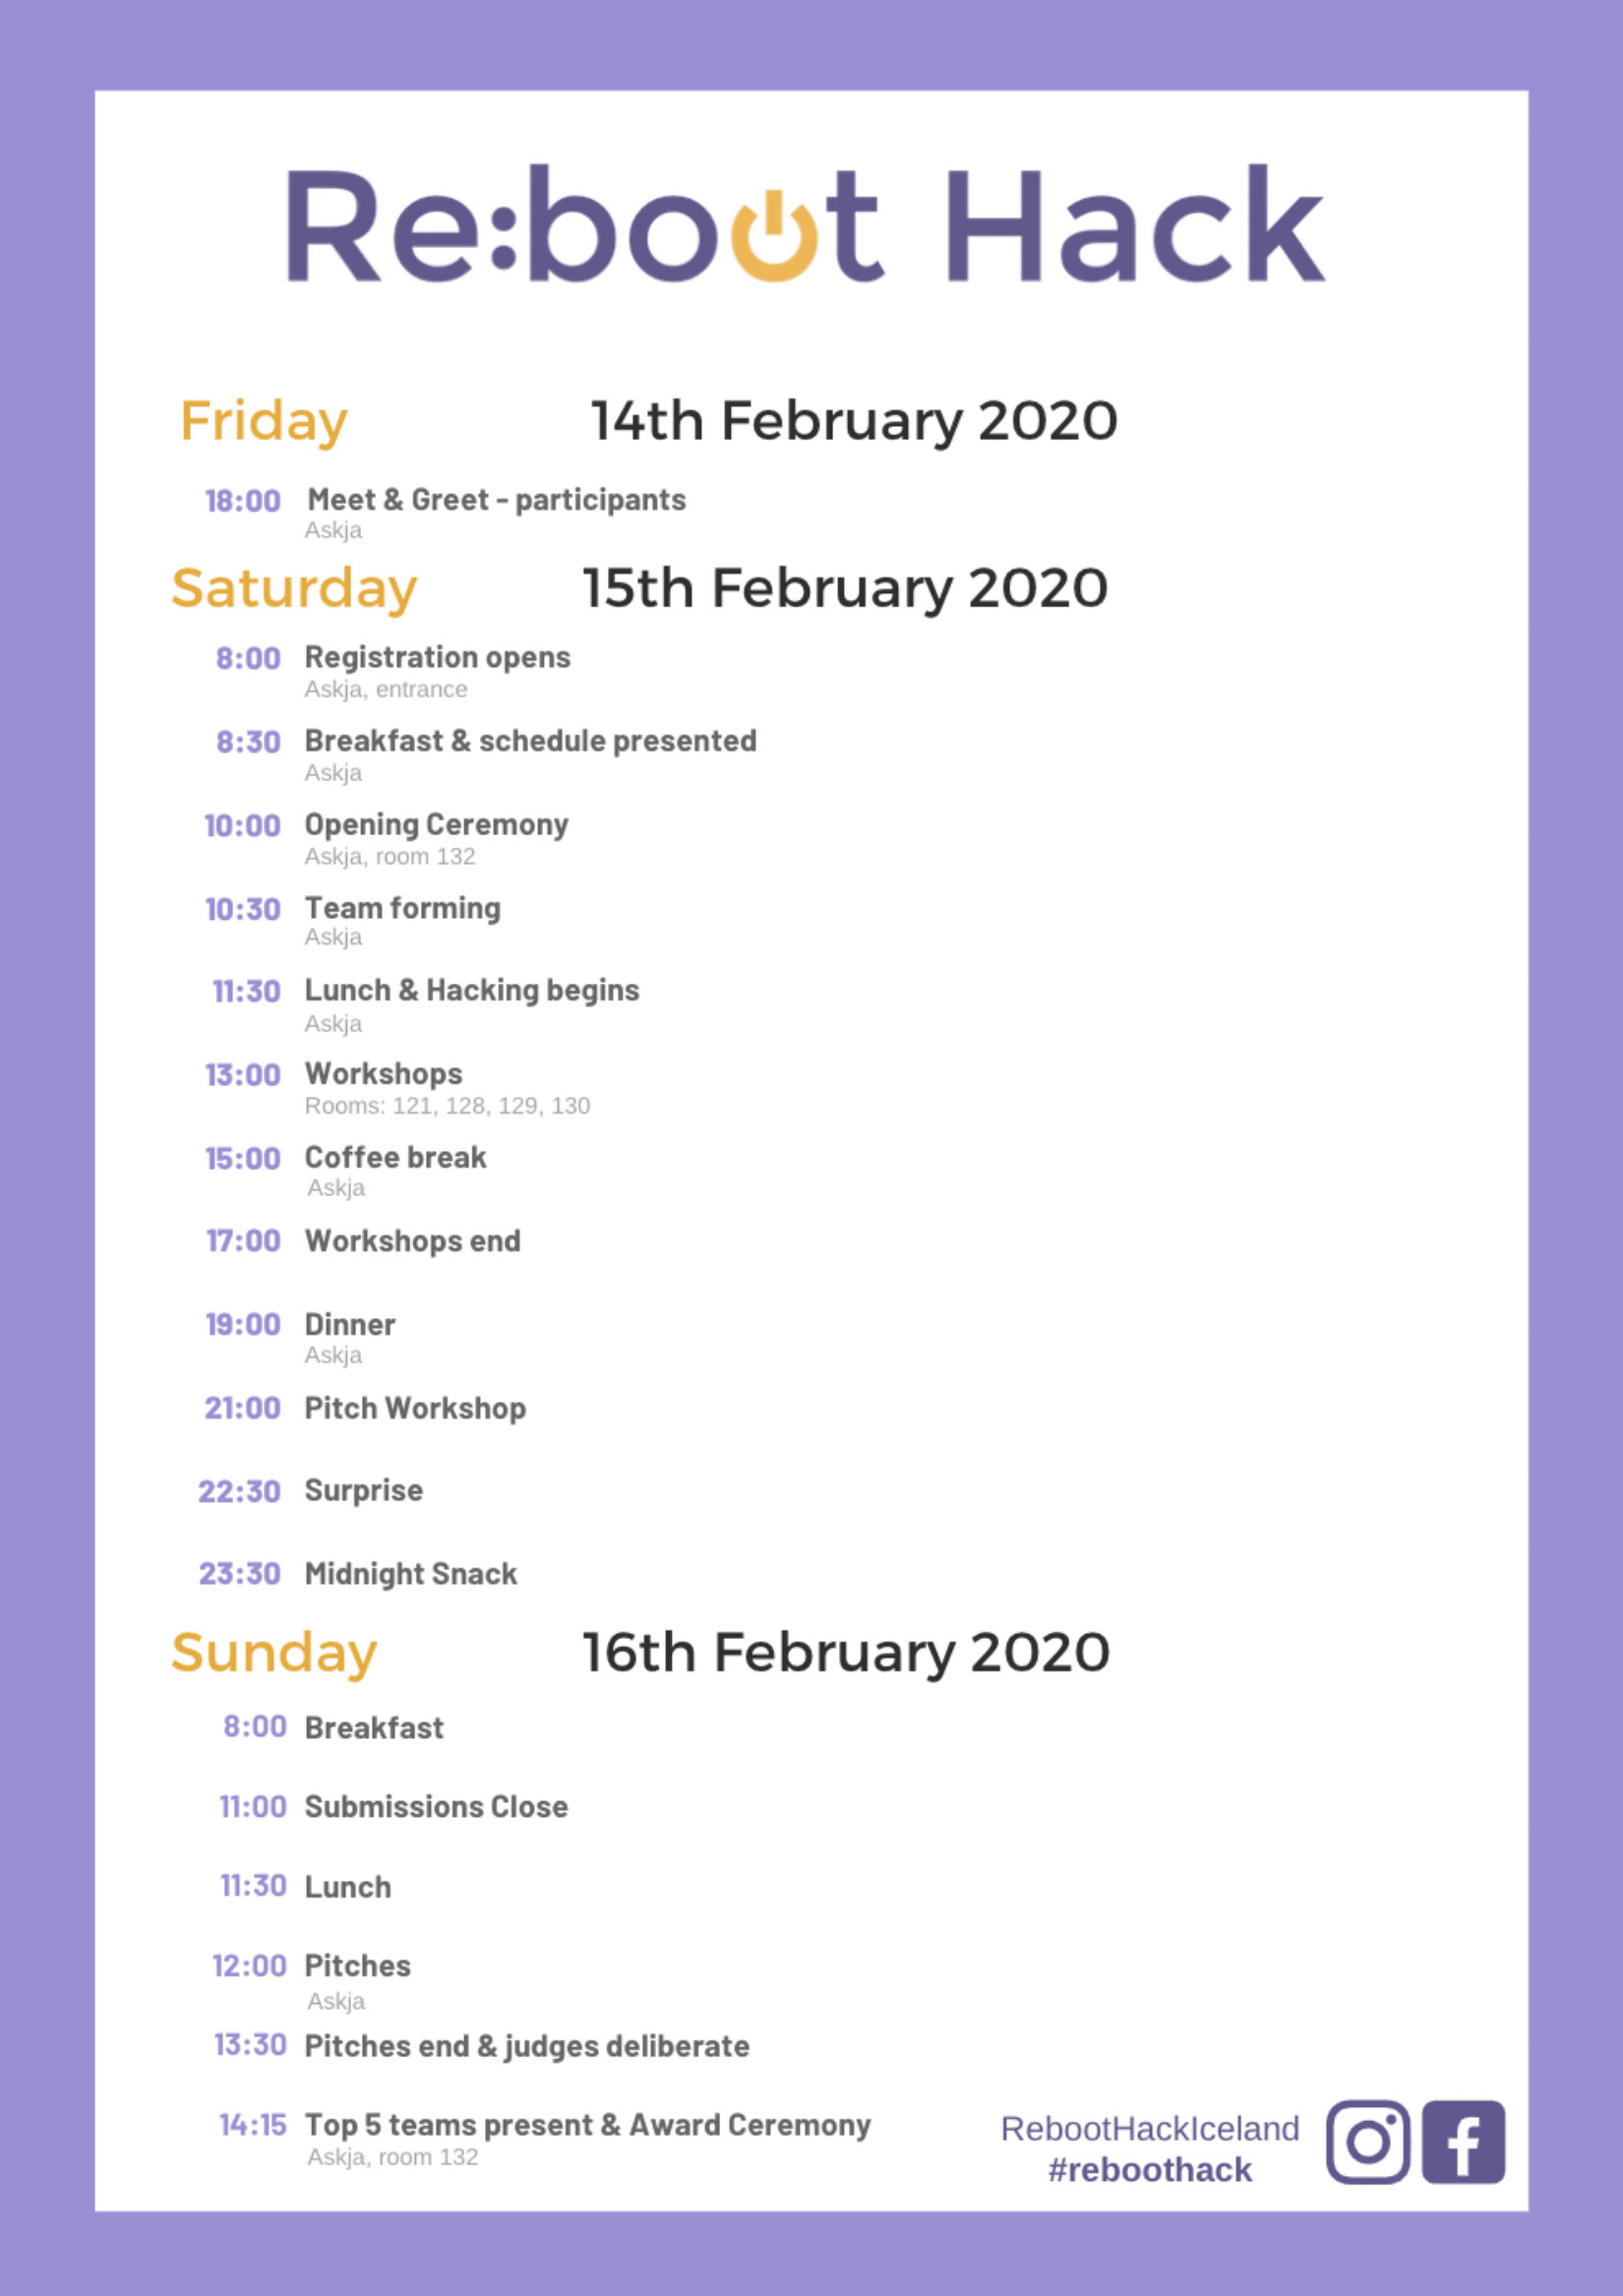 Re:boot Hack
Friday 14th February 2020
18:00 Meet & Greet - participants
Askja
Saturday 15th February 2020
8:00 Registration opens
Askja, entrance
8:30 Breakfast & schedule presented
Askja
10:00 Opening Ceremony
Askja, room 132
10:30 Team forming
Askja
11:30 Lunch & Hacking begins
Askja
13:00 Workshops
Rooms: 121, 128, 129, 130
15:00 Coffee break
Askja
17:00 Workshops end
19:00 Dinner
Askja
21:00 Pitch Workshop
22:30 Surprise
23:30 Midnight Snack
Sunday 16th February 2020
8:00 Breakfast
11:00 Submissions Close
11:30 Lunch
12:00 Pitches
Askja
13:30 Pitches end & judges deliberate
14:15 Top 5 teams present & Award Ceremony
Askja, room 132
RebootHackIceland
#reboothack